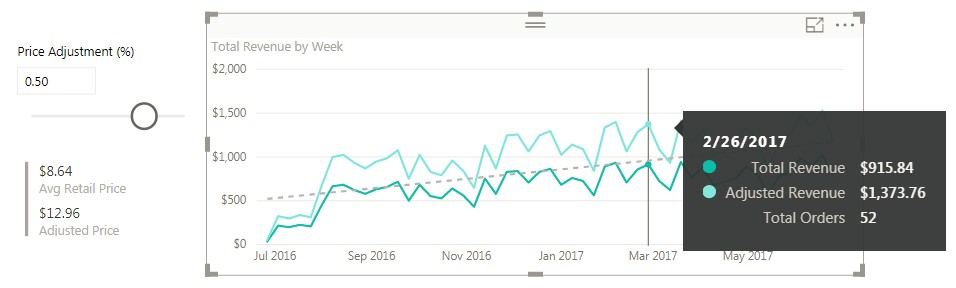 Price Adjustment (%)
0.50
$8.64
Avg Retail Price
$12.96
Adjusted Price
Total Revenue by Week
$2,000
$1,500
$1,000
$500
$0
Jul 2016 Sep 2016 Nov 2016 Jan 2017 Mar 2017 May 2017
2/26/2017
Total Revenue $915.84
Adjusted Revenue $1,373.76
Total Orders 52